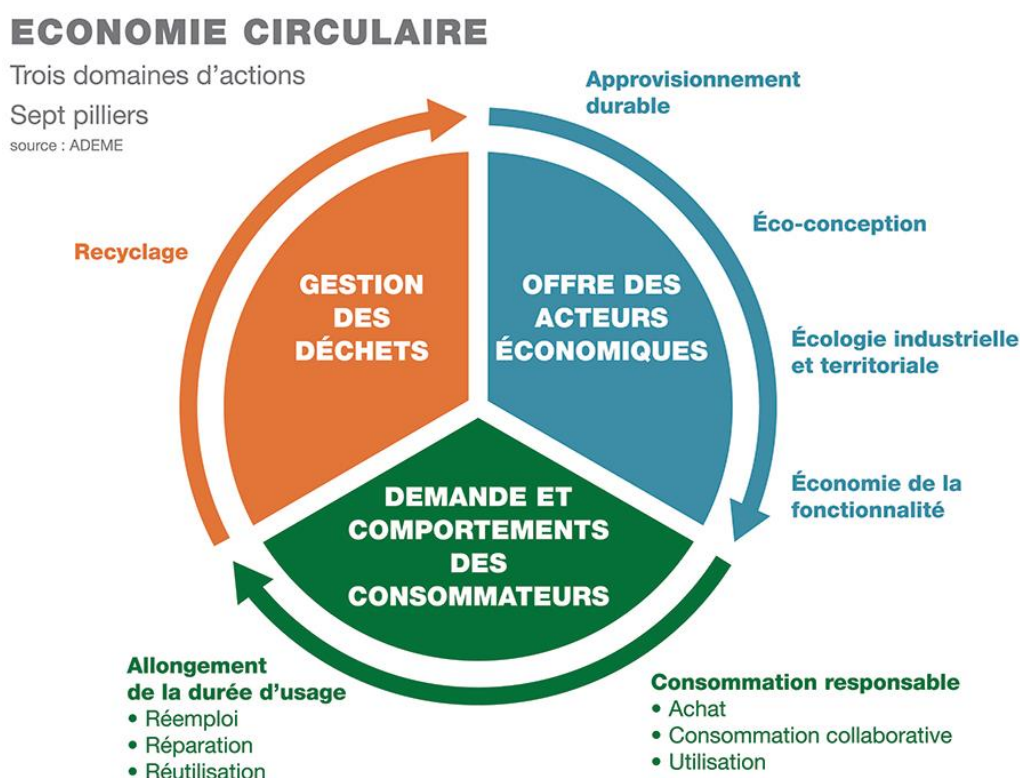 ECONOMIE CIRCULAIRE
Trois domaines d'actions
Sept pilliers
source : ADEME
Approvisionnement
durable
Éco-conception
Écologie industrielle
et territoriale
Économie de la
fonctionnalité
Recyclage
GESTION
DES
DÉCHETS
OFFRE DES
ACTEURS
ÉCONOMIQUES
DEMANDE ET
COMPORTEMENTS
DES
CONSOMMATEURS
Allongement
de la durée d'usage
• Réemploi
• Réparation
• Réutilisation
Consommation responsable
• Achat
• Consommation collaborative
• Utilisation